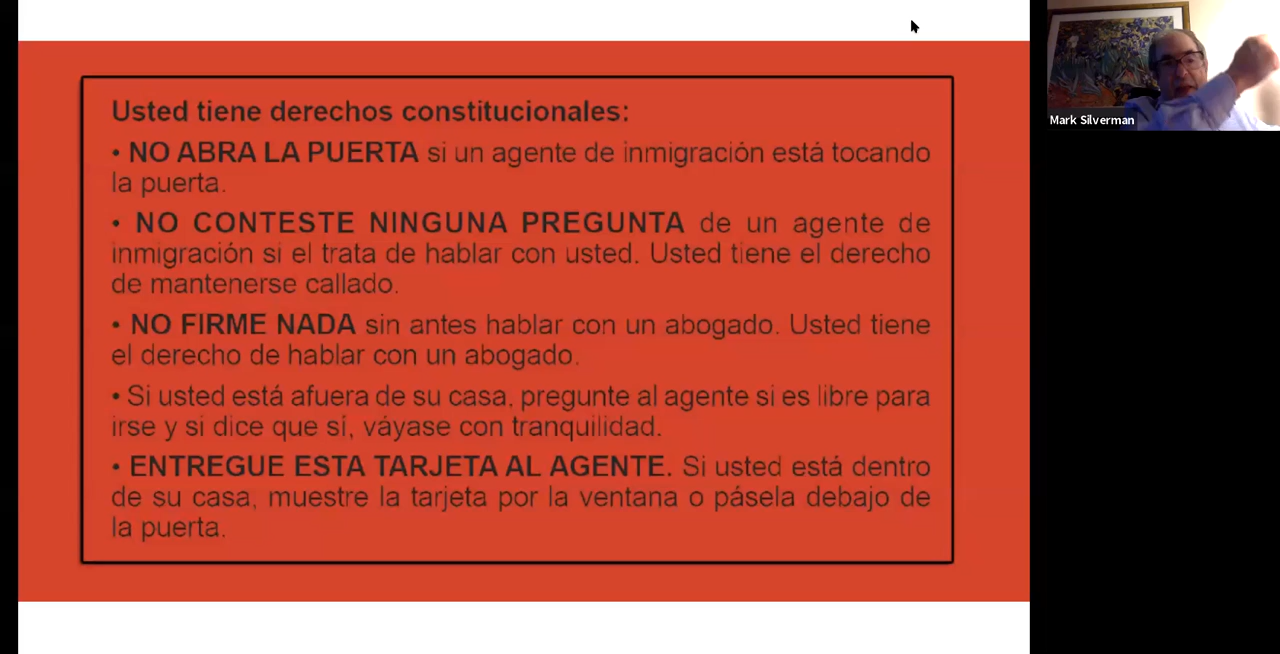 Usted tiene derechos constitucionales:
• NO ABRA LA PUERTA si un agente de inmigración está tocando
la puerta.
• NO CONTESTE NINGUNA PREGUNTA de un agente de
inmigración si el trata de hablar con usted. Usted tiene el derecho
de mantenerse callado.
• NO FIRME NADA sin antes hablar con un abogado. Usted tiene
el derecho de hablar con un abogado.
• Si usted está afuera de su casa, pregunte al agente si es libre para
irse y si dice que sí, váyase con tranquilidad.
• ENTREGUE ESTA TARJETA AL AGENTE. Si usted está dentro
de su casa, muestre la tarjeta por la ventana o pásela debajo de
la puerta.
Mark Silverman